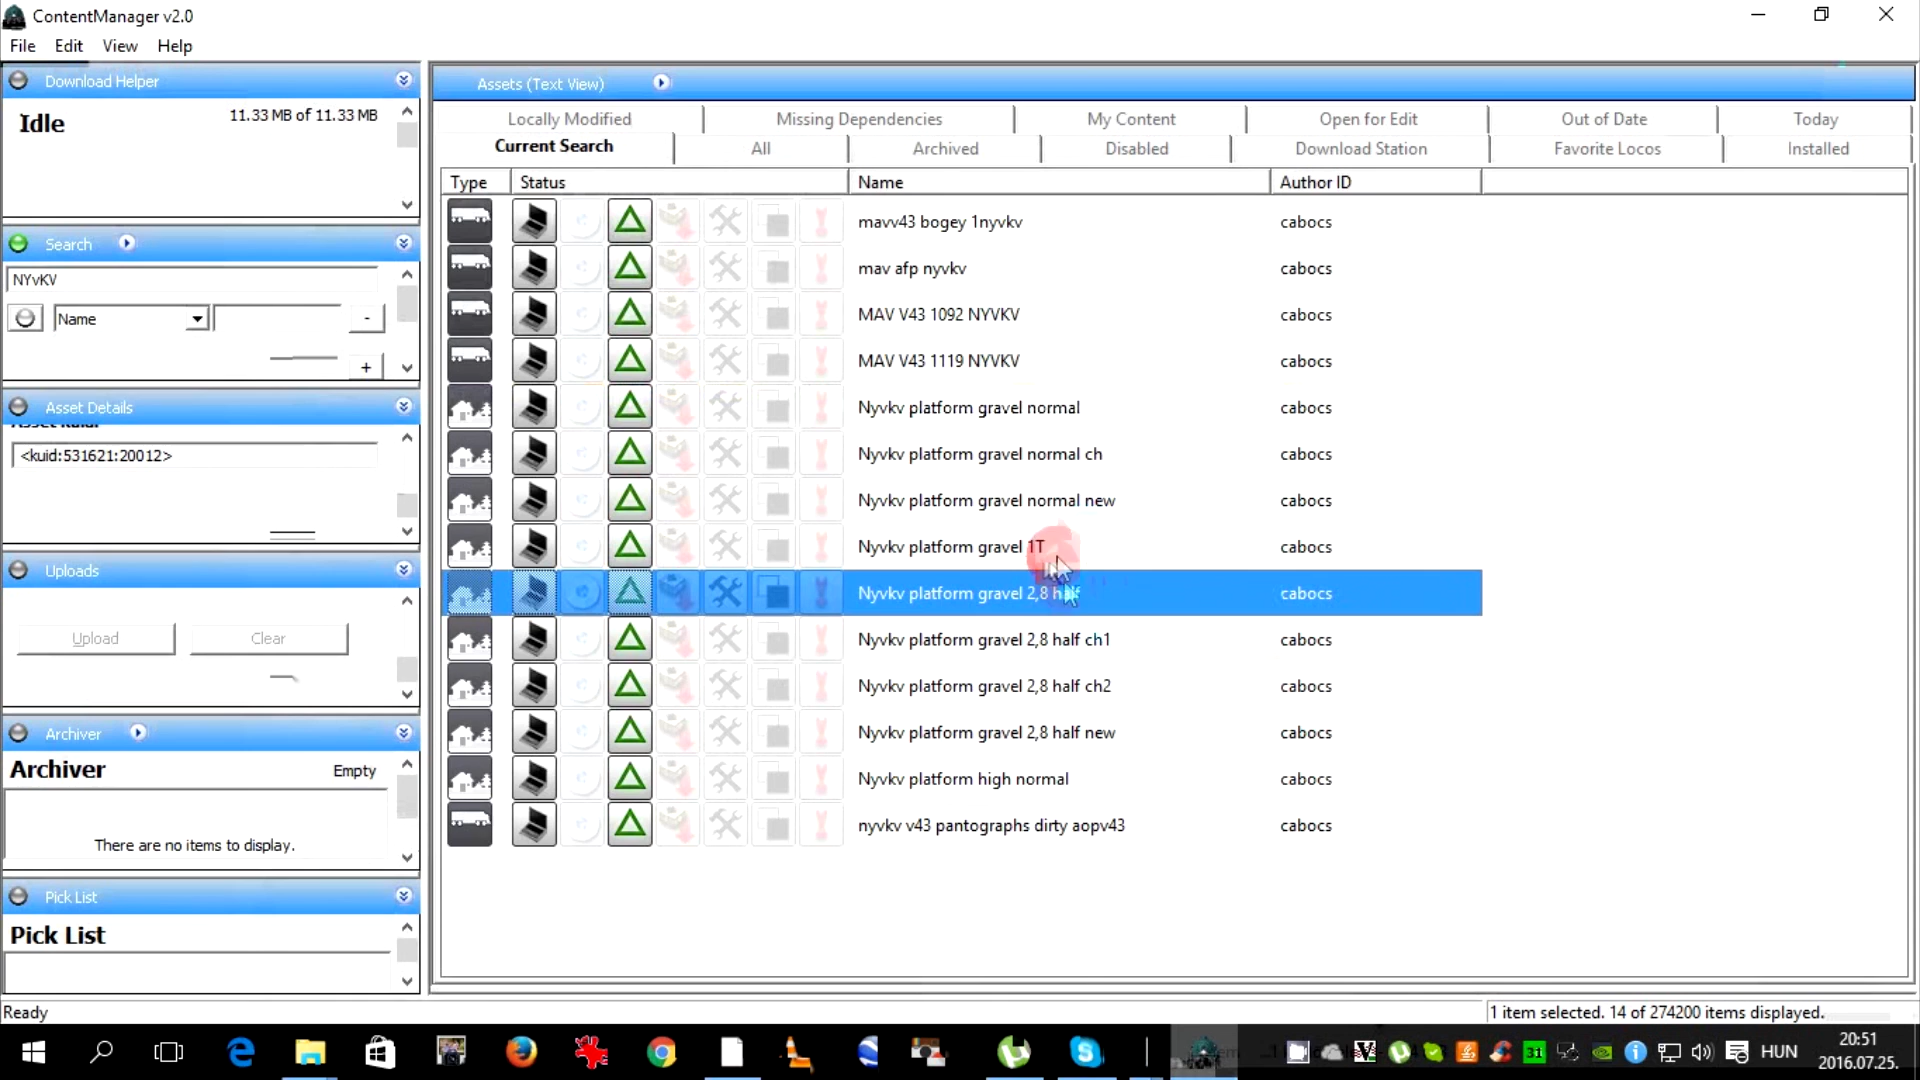 ContentManager v2.0
File Edit View Help
Download Helper
Idle
11.33 MB of 11.33 MB
Search
NYvKV
Name
-
+
Asset Details
<kuid:531621:20012>
Uploads
Upload Clear
Archiver
Archiver
Empty
There are no items to display.
Pick List
Pick List
Assets (Text View)
Locally Modified Missing Dependencies My Content Open for Edit Out of Date Today
Current Search All Archived Disabled Download Station Favorite Locos Installed
Type Status Name Author ID
mavv43 bogey 1nyvkv cabocs
mav afp nyvkv cabocs
MAV V43 1092 NYVKV cabocs
MAV V43 1119 NYVKV cabocs
Nyvkv platform gravel normal cabocs
Nyvkv platform gravel normal ch cabocs
Nyvkv platform gravel normal new cabocs
Nyvkv platform gravel 1T cabocs
Nyvkv platform gravel 2,8 half cabocs
Nyvkv platform gravel 2,8 half ch1 cabocs
Nyvkv platform gravel 2,8 half ch2 cabocs
Nyvkv platform gravel 2,8 half new cabocs
Nyvkv platform high normal cabocs
nyvkv v43 pantographs dirty aopv43 cabocs
Ready
1 item selected. 14 of 274200 items displayed.
31
HUN
20:51
2016.07.25.